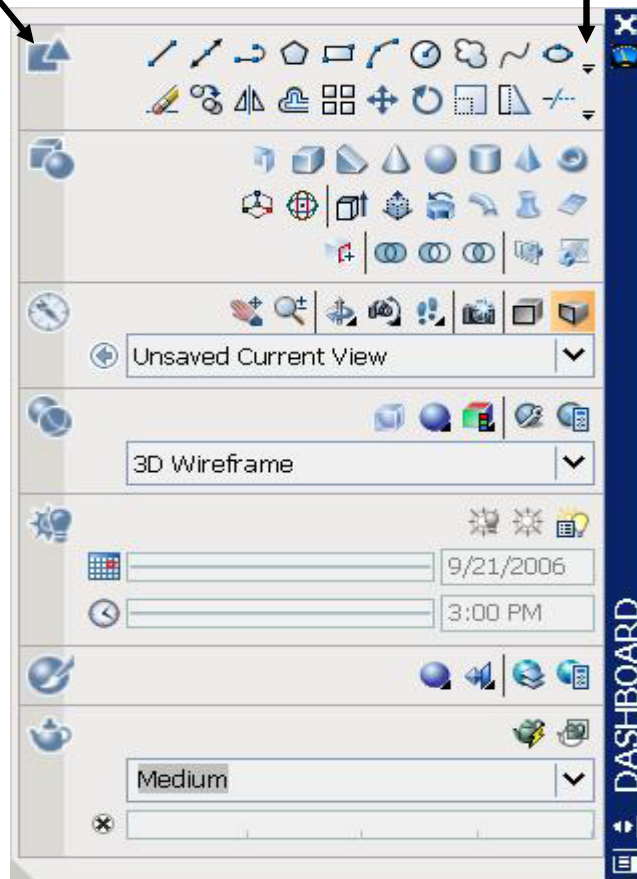 Unsaved Current View
3D Wireframe
9/21/2006
3:00 PM
Medium
DASHBOARD